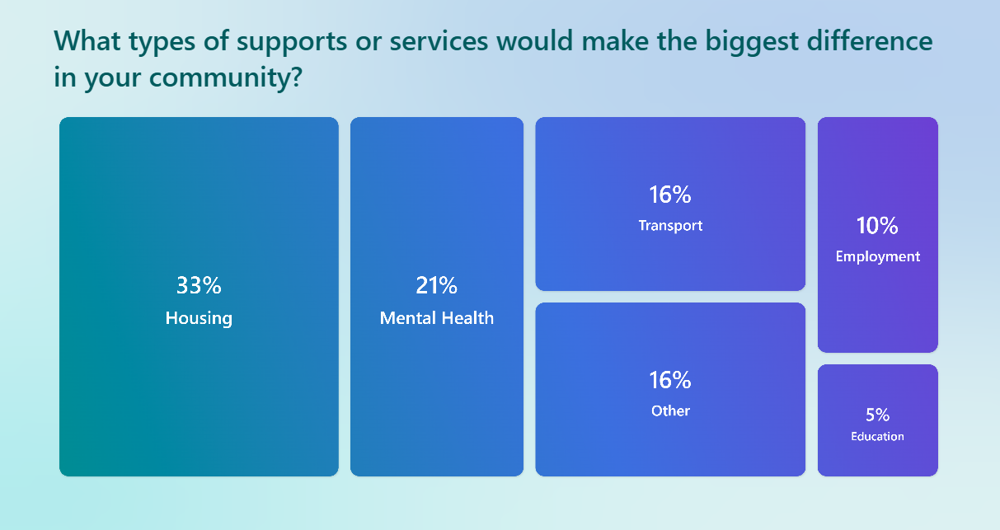 What types of supports or services would make the biggest difference
in your community?
33%
Housing
21%
Mental Health
16%
Transport
16%
Other
10%
Employment
5%
Education